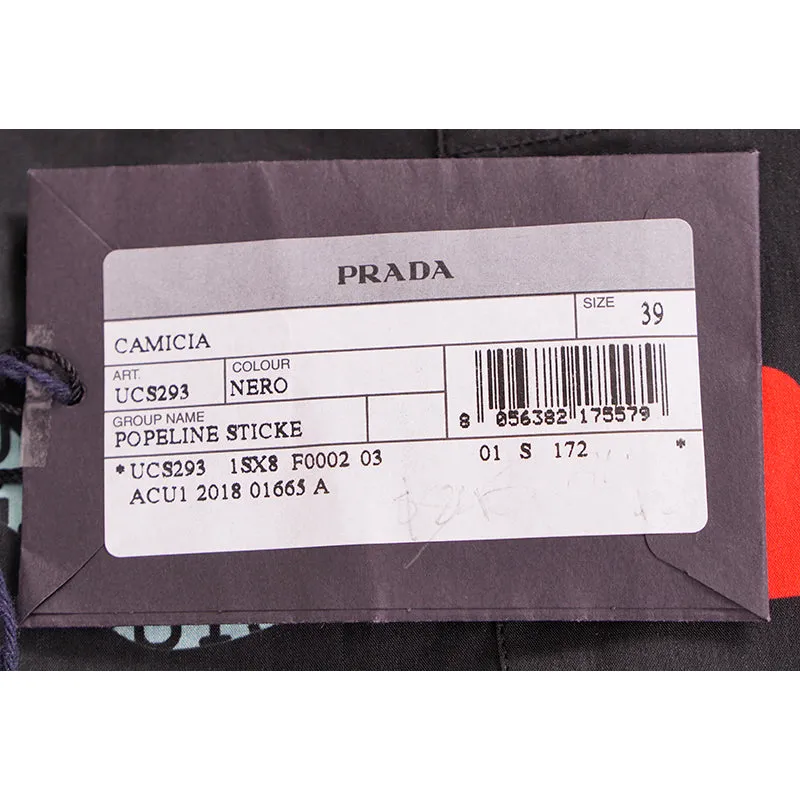 PRADA
CAMICIA
SIZE 39
ART.
UCS293
COLOUR
NERO
GROUP NAME
POPELINE STICKE
8 056382 175579
*UCS293 1SX8 F0002 03 01 S 172 *
ACU1 2018 01665 A